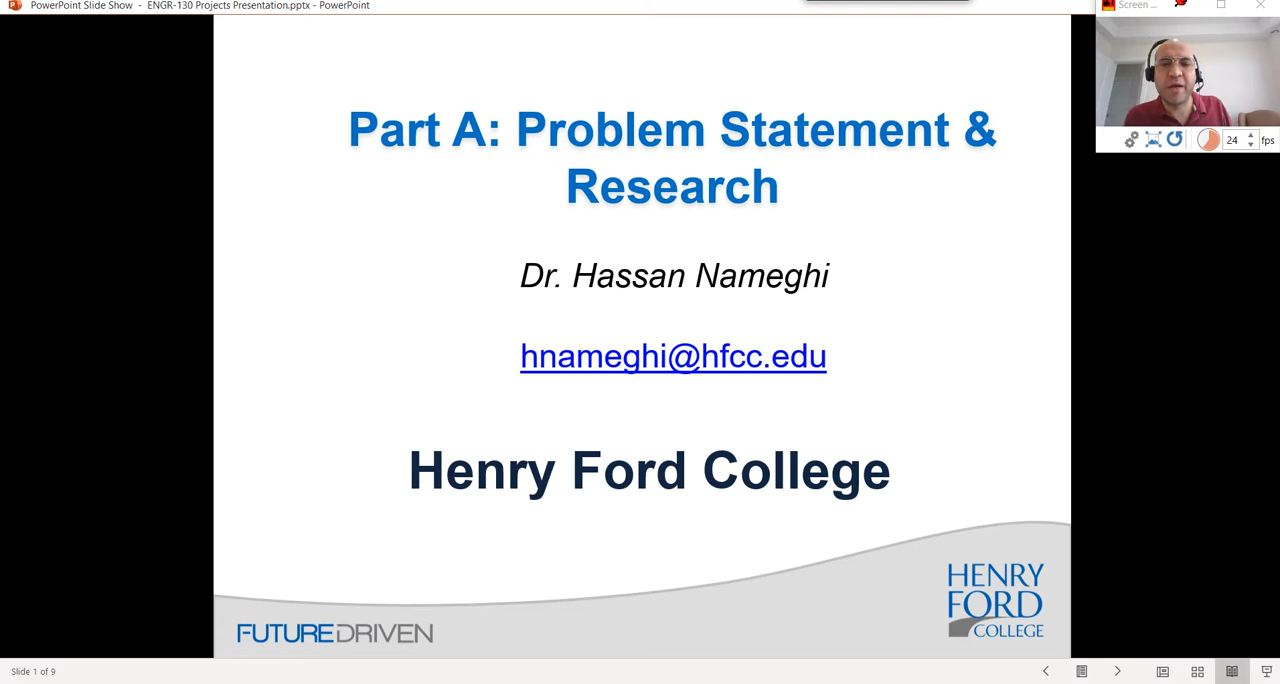 PowerPoint Slide Show - ENGR-130 Projects Presentation.pptx - PowerPoint
Screen ...
24 fps
Part A: Problem Statement &
Research
Dr. Hassan Nameghi
hnameghi@hfcc.edu
Henry Ford College
HENRY
FORD
COLLEGE
FUTUREDRIVEN
Slide 1 of 9